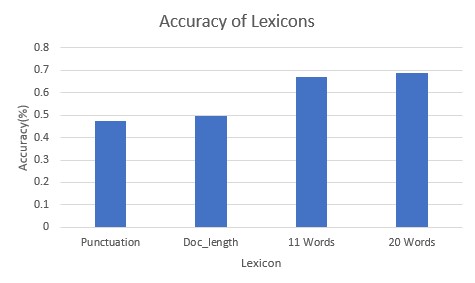 Accuracy of Lexicons
0.8
0.7
0.6
0.5
0.4
0.3
0.2
0.1
0
Accuracy(%)
Punctuation
Doc_length
11 Words
20 Words
Lexicon